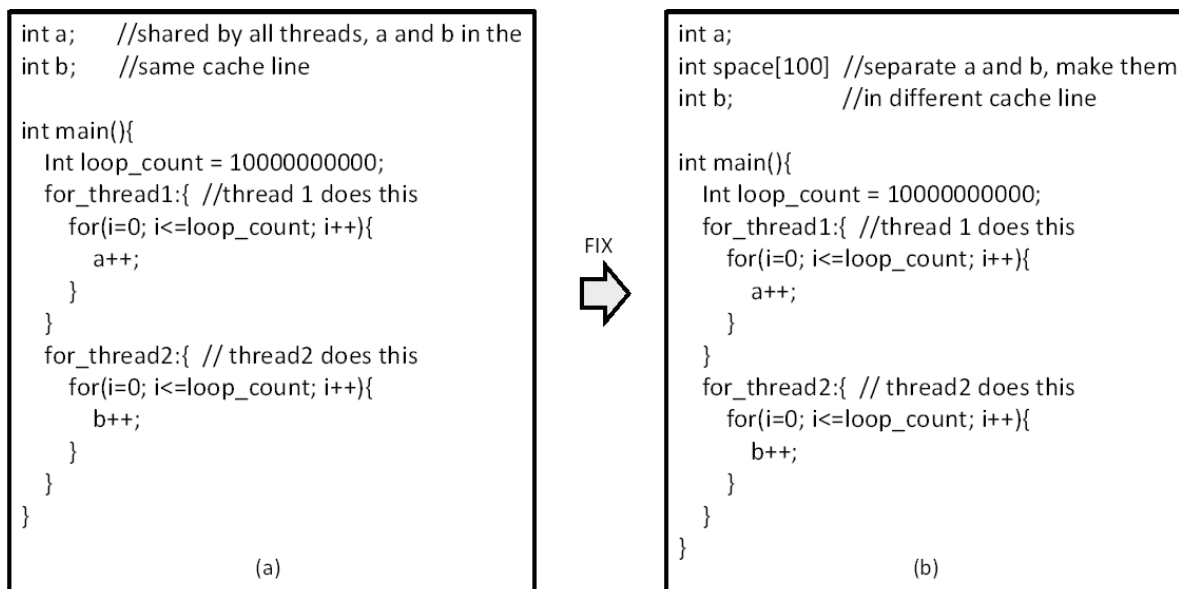 int a;    //shared by all threads, a and b in the
int b;    //same cache line
int main(){
Int loop_count = 10000000000;
for_thread1:{  //thread 1 does this
for(i=0; i<=loop_count; i++){
a++;
}
}
for_thread2:{  // thread2 does this
for(i=0; i<=loop_count; i++){
b++;
}
}
}
(a)
FIX
int a;
int space[100]  //separate a and b, make them
int b;    //in different cache line
int main(){
Int loop_count = 10000000000;
for_thread1:{  //thread 1 does this
for(i=0; i<=loop_count; i++){
a++;
}
}
for_thread2:{  // thread2 does this
for(i=0; i<=loop_count; i++){
b++;
}
}
}
(b)